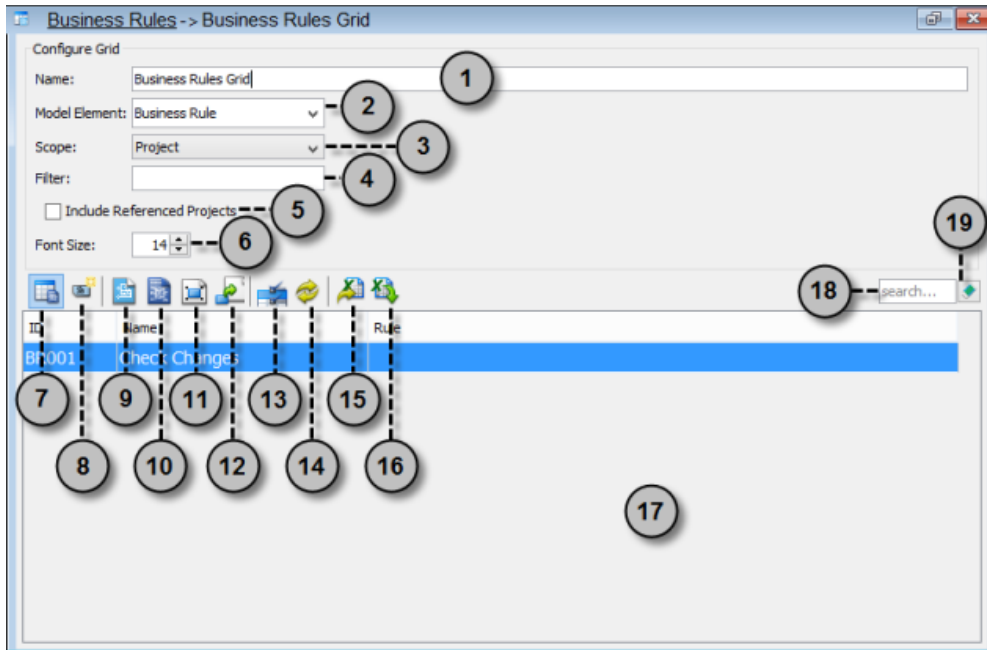 Business Rules -> Business Rules Grid
Configure Grid
Name: Business Rules Grid 1
Model Element: Business Rule 2
Scope: Project 3
Filter: 4
Include Referenced Projects 5
Font Size: 14 6
19
18 search...
ID Name Rule
BR001 Check Changes
7 9 11 13 15
8 10 12 14 16
17